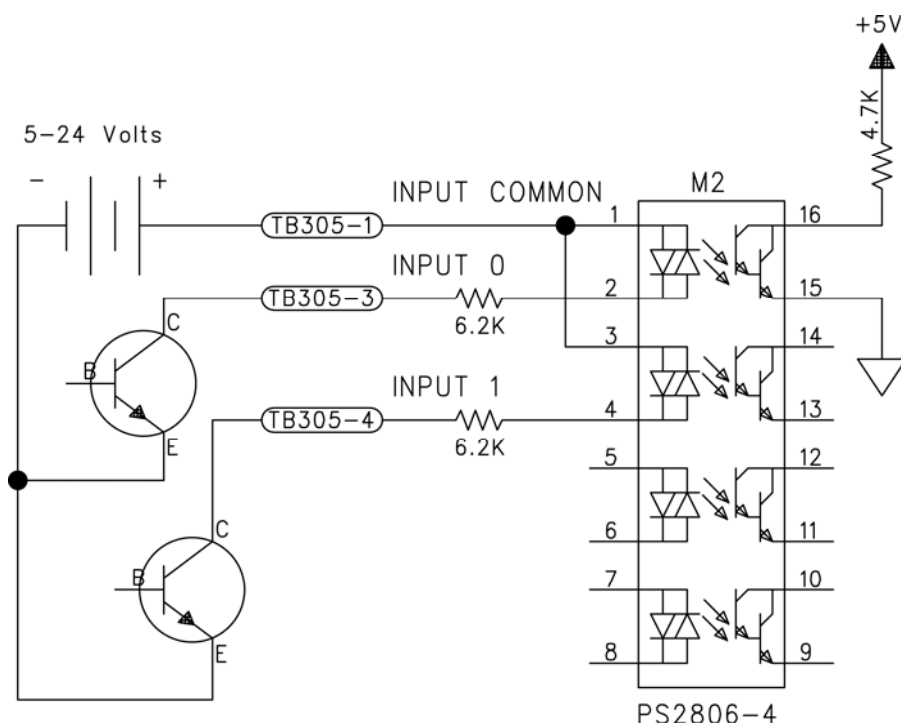 +5V
4.7K
5-24 Volts
- +
INPUT COMMON
M2
TB305-1
1
16
INPUT 0
TB305-3
6.2K
2
15
C
B
E
3
14
INPUT 1
TB305-4
6.2K
4
13
5
12
6
11
C
B
E
7
10
8
9
PS2806-4